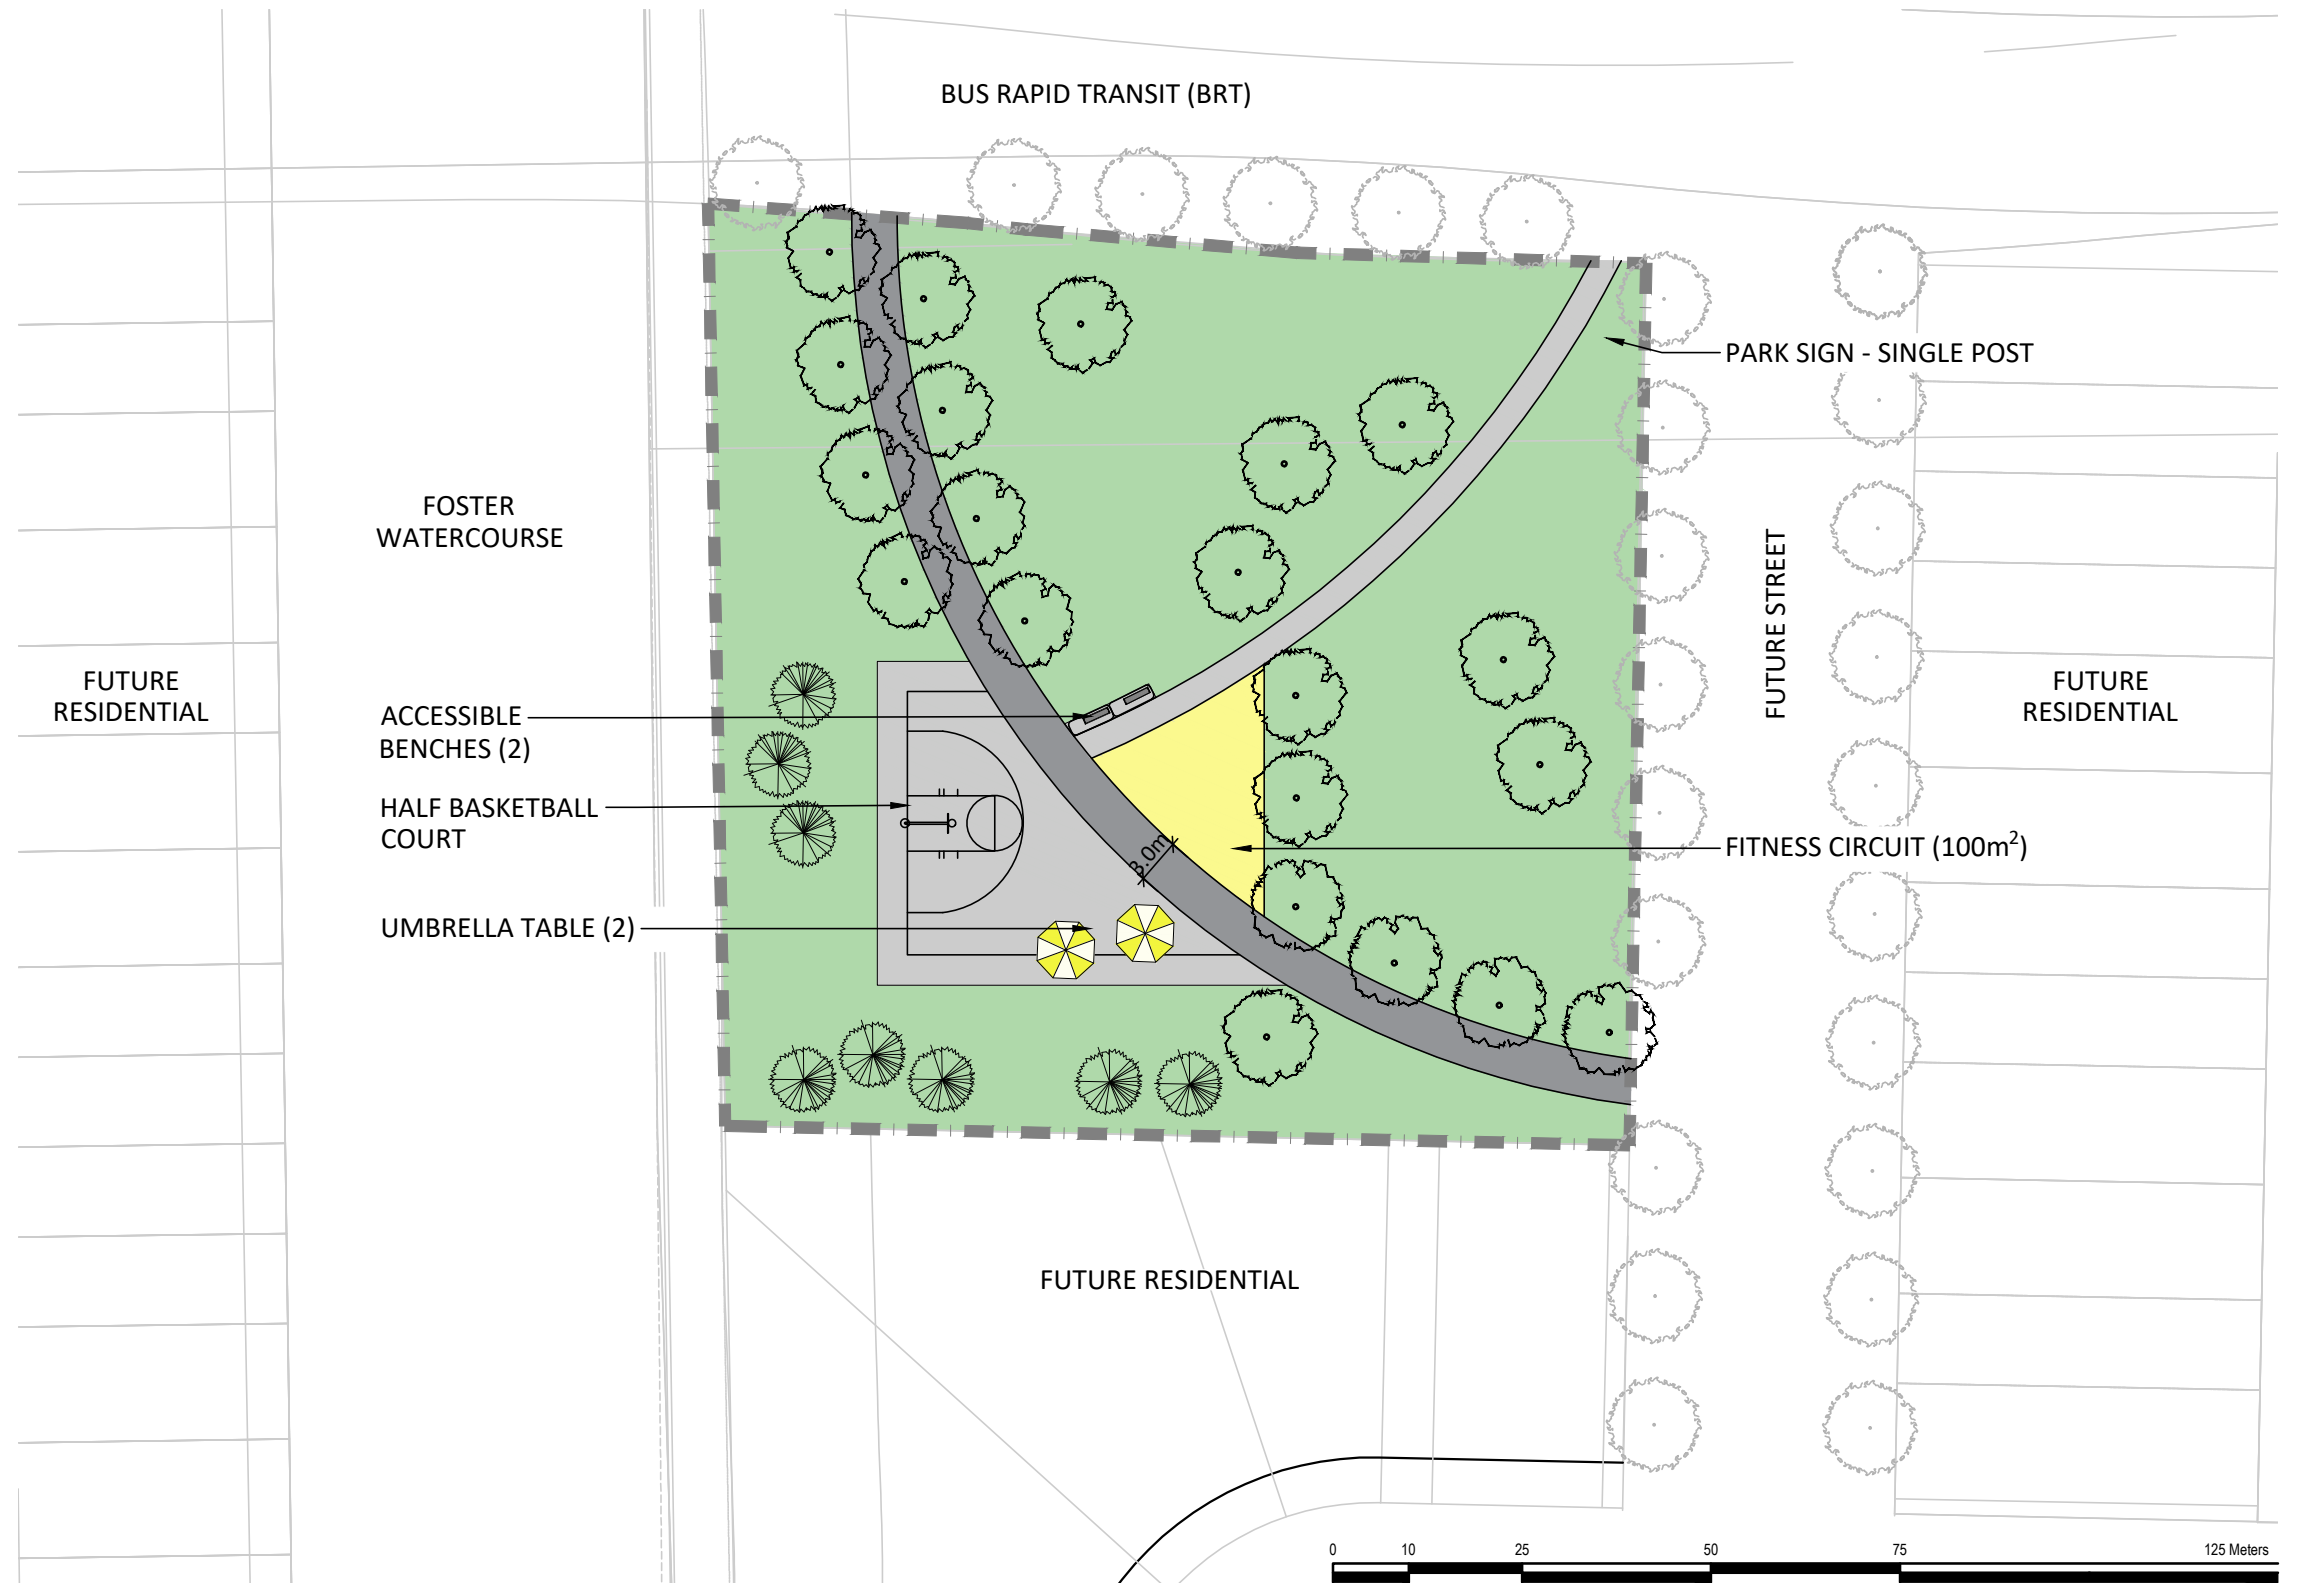 BUS RAPID TRANSIT (BRT)
PARK SIGN - SINGLE POST
FOSTER
WATERCOURSE
FUTURE STREET
FUTURE
RESIDENTIAL
FUTURE
RESIDENTIAL
ACCESSIBLE
BENCHES (2)
HALF BASKETBALL
COURT
3.0m
FITNESS CIRCUIT (100m²)
UMBRELLA TABLE (2)
FUTURE RESIDENTIAL
0 10 25 50 75 125 Meters